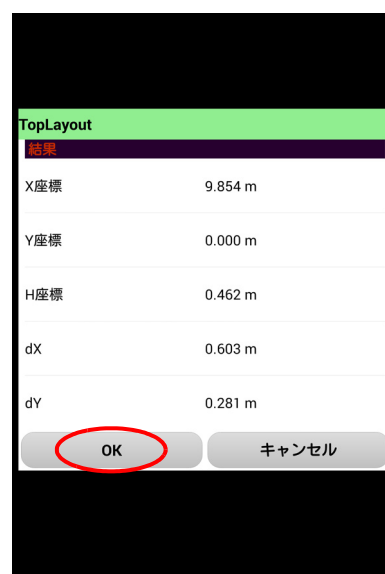 TopLayout
結果
X座標 9.854 m
Y座標 0.000 m
H座標 0.462 m
dX 0.603 m
dY 0.281 m
OK キャンセル